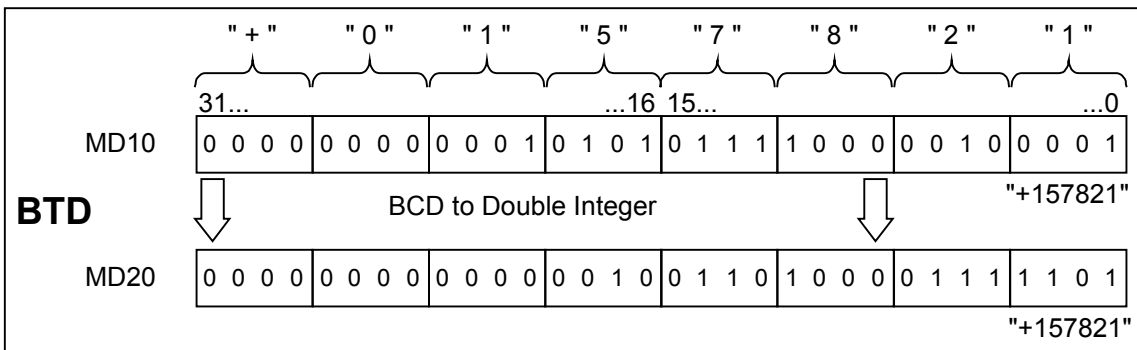 " + " " 0 " " 1 " " 5 " " 7 " " 8 " " 2 " " 1 "
31... ...16 15... ...0
MD10 0 0 0 0 0 0 0 0 0 0 0 1 0 1 0 1 0 1 1 1 1 0 0 0 0 0 1 0 0 0 0 1
"+157821"
BTD BCD to Double Integer
MD20 0 0 0 0 0 0 0 0 0 0 0 0 0 0 1 0 0 1 1 0 1 0 0 0 0 1 1 1 1 1 0 1
"+157821"